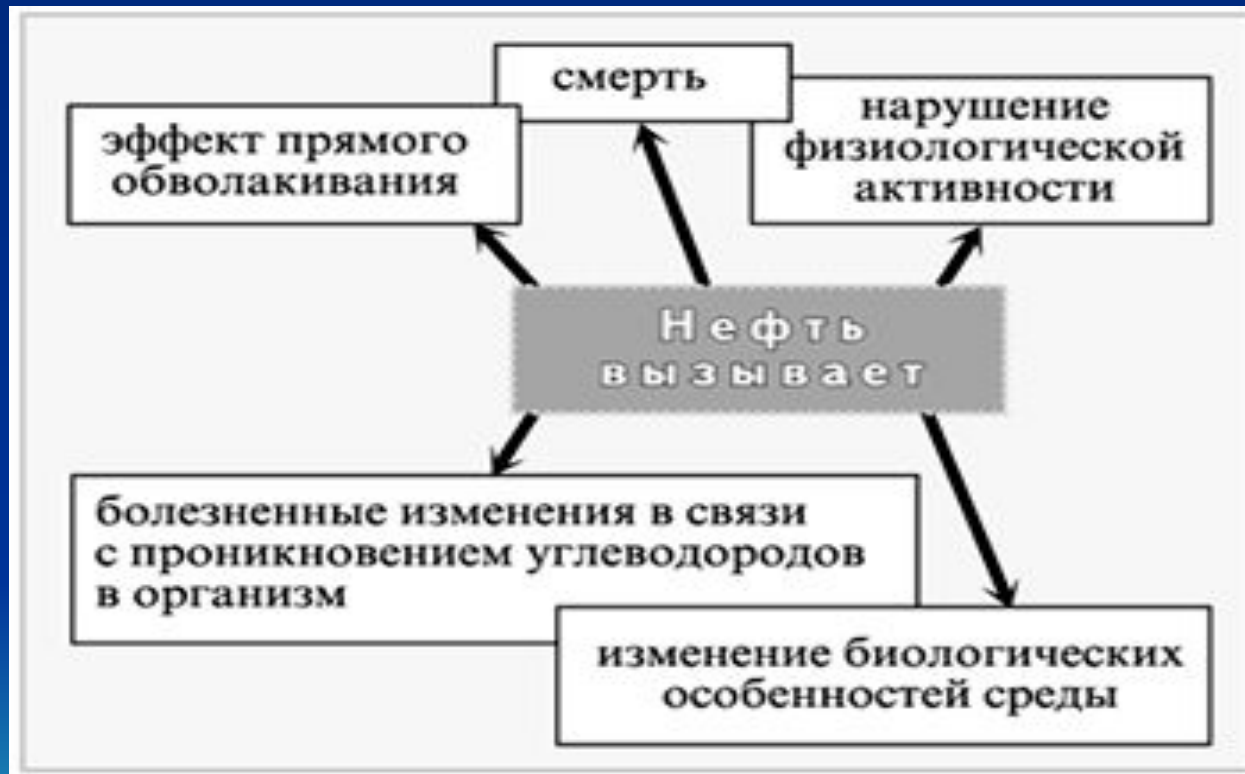 смерть
эффект прямого
обволакивания
нарушение
физиологической
активности
Нефть
вызывает
болезненные изменения в связи
с проникновением углеводородов
в организм
изменение биологических
особенностей среды